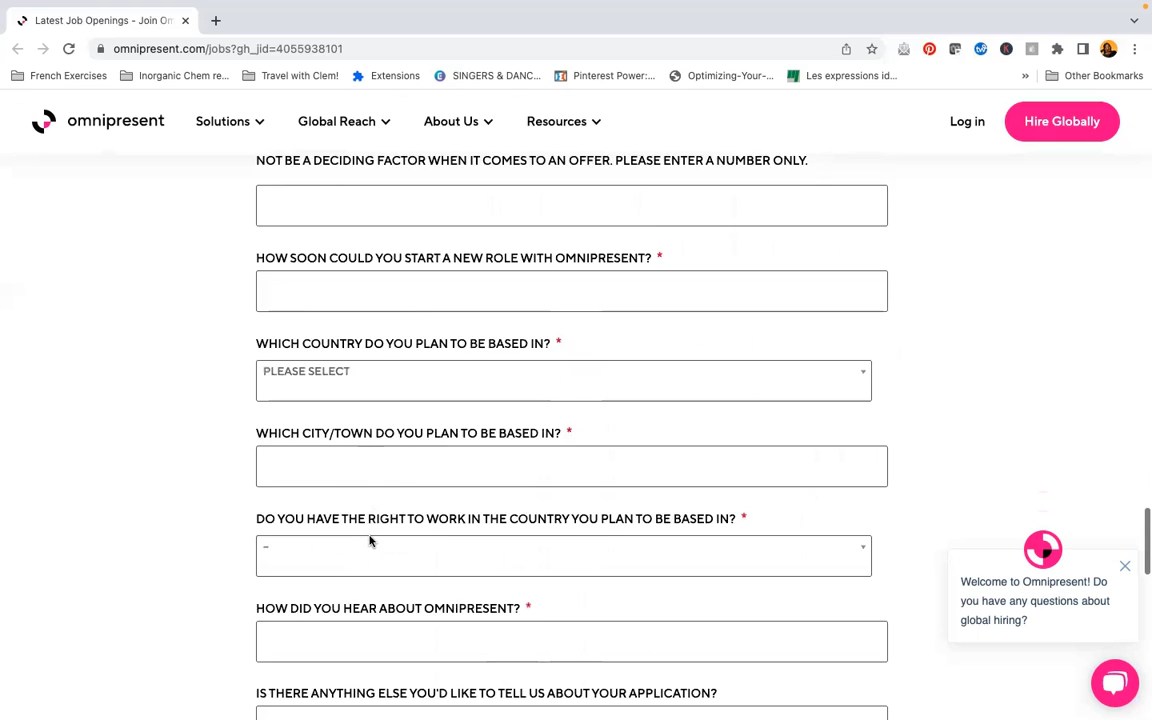 Latest Job Openings - Join Om
omnipresent.com/jobs?gh_jid=4055938101
French Exercises
Inorganic Chem re...
Travel with Clem!
Extensions
SINGERS & DANC...
Pinterest Power:...
Optimizing-Your-...
Les expressions id...
»
Other Bookmarks
omnipresent
Solutions
Global Reach
About Us
Resources
Log in
Hire Globally
NOT BE A DECIDING FACTOR WHEN IT COMES TO AN OFFER. PLEASE ENTER A NUMBER ONLY.
HOW SOON COULD YOU START A NEW ROLE WITH OMNIPRESENT? *
WHICH COUNTRY DO YOU PLAN TO BE BASED IN? *
PLEASE SELECT
WHICH CITY/TOWN DO YOU PLAN TO BE BASED IN? *
DO YOU HAVE THE RIGHT TO WORK IN THE COUNTRY YOU PLAN TO BE BASED IN? *
–
HOW DID YOU HEAR ABOUT OMNIPRESENT? *
IS THERE ANYTHING ELSE YOU'D LIKE TO TELL US ABOUT YOUR APPLICATION?
Welcome to Omnipresent! Do
you have any questions about
global hiring?